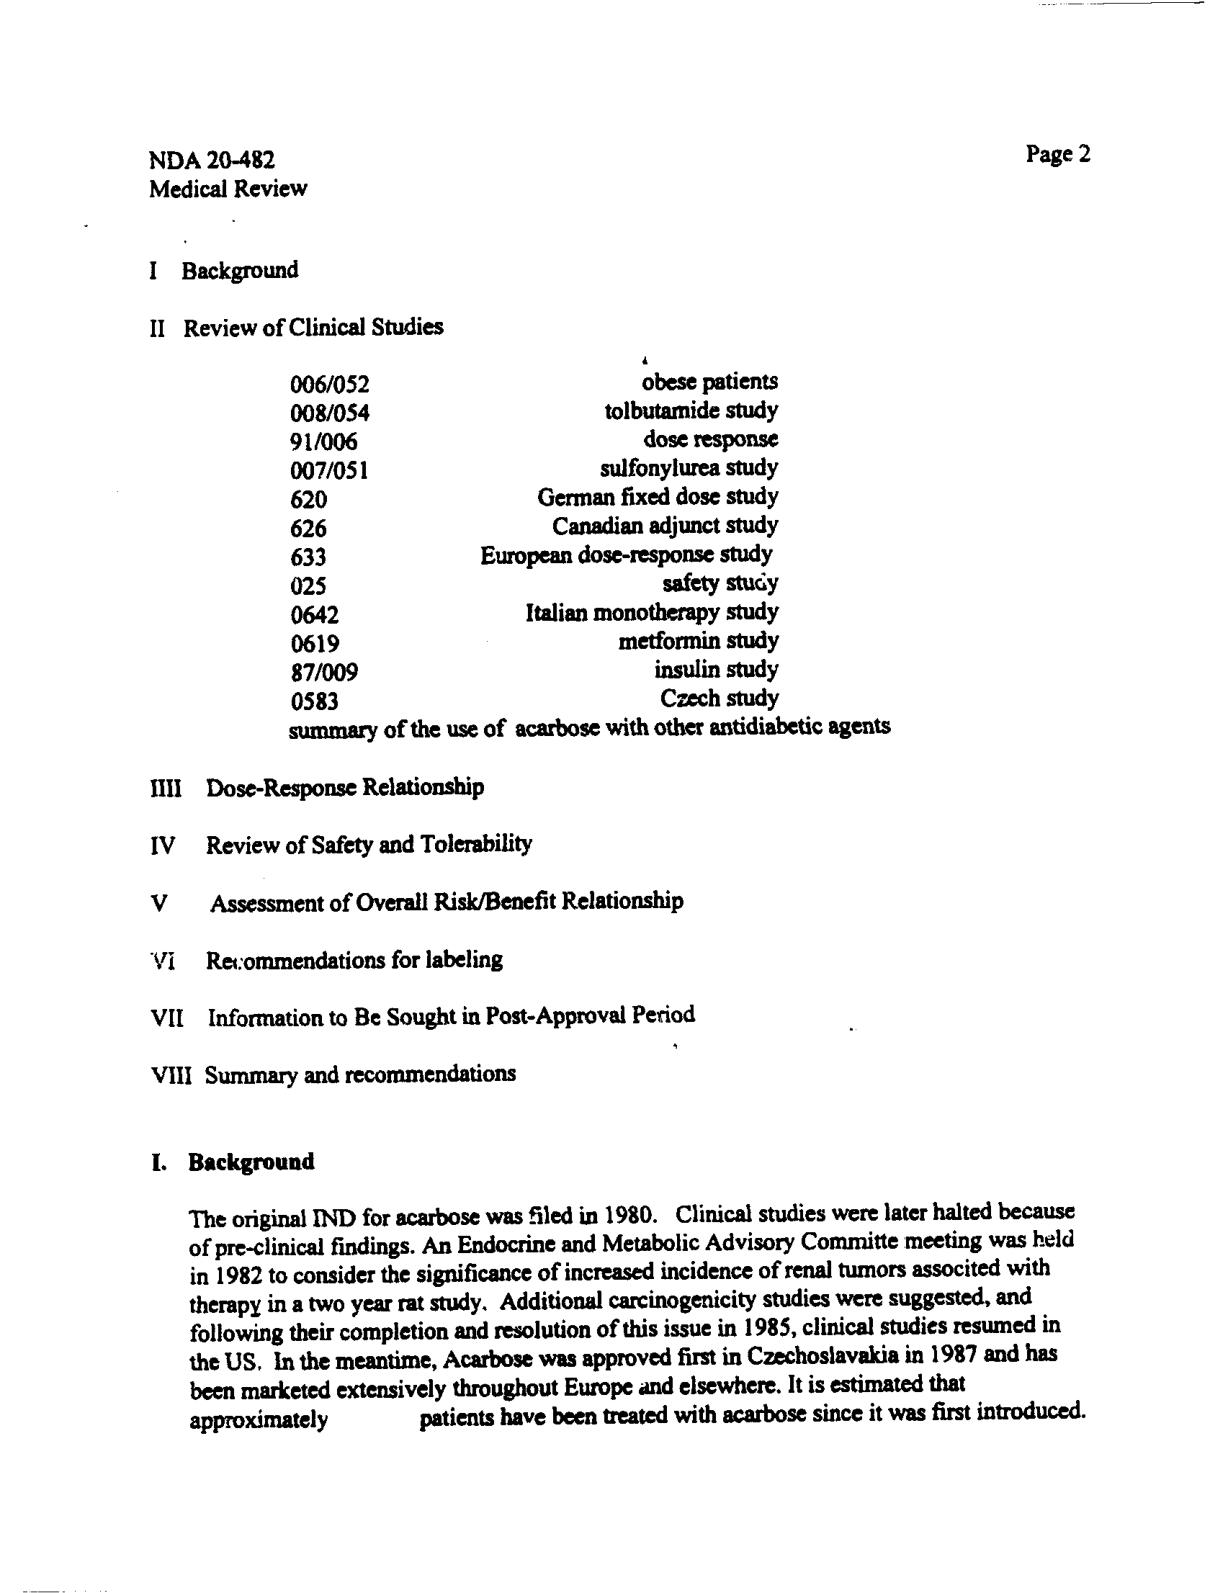 NDA 20-482
Medical Review
Page 2
I Background
II Review of Clinical Studies
006/052 obese patients
008/054 tolbutamide study
91/006 dose response
007/051 sulfonylurea study
620 German fixed dose study
626 Canadian adjunct study
633 European dose-response study
025 safety study
0642 Italian monotherapy study
0619 metformin study
87/009 insulin study
0583 Czech study
summary of the use of acarbose with other antidiabetic agents
IIII Dose-Response Relationship
IV Review of Safety and Tolerability
V Assessment of Overall Risk/Benefit Relationship
VI Recommendations for labeling
VII Information to Be Sought in Post-Approval Period
VIII Summary and recommendations
I. Background
The original IND for acarbose was filed in 1980. Clinical studies were later halted because
of pre-clinical findings. An Endocrine and Metabolic Advisory Committe meeting was held
in 1982 to consider the significance of increased incidence of renal tumors associted with
therapy in a two year rat study. Additional carcinogenicity studies were suggested, and
following their completion and resolution of this issue in 1985, clinical studies resumed in
the US. In the meantime, Acarbose was approved first in Czechoslavakia in 1987 and has
been marketed extensively throughout Europe and elsewhere. It is estimated that
approximately patients have been treated with acarbose since it was first introduced.